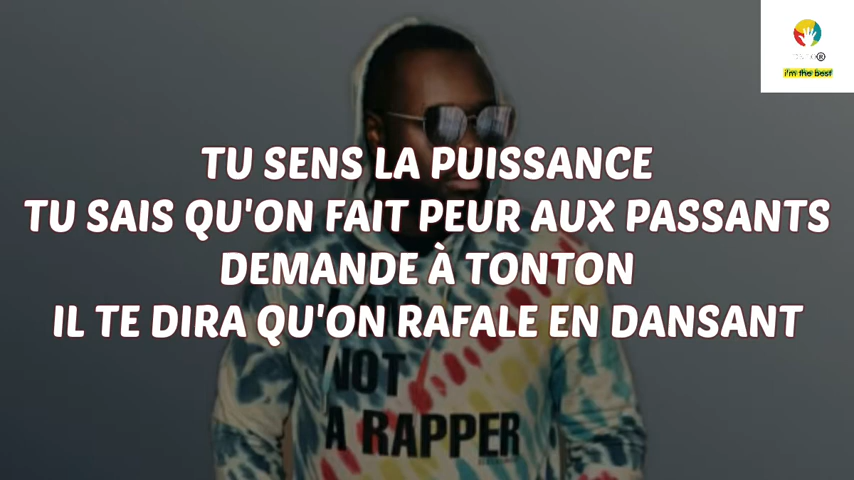 i'm the best
TU SENS LA PUISSANCE
TU SAIS QU'ON FAIT PEUR AUX PASSANTS
DEMANDE À TONTON
IL TE DIRA QU'ON RAFALE EN DANSANT
NOT
A RAPPER